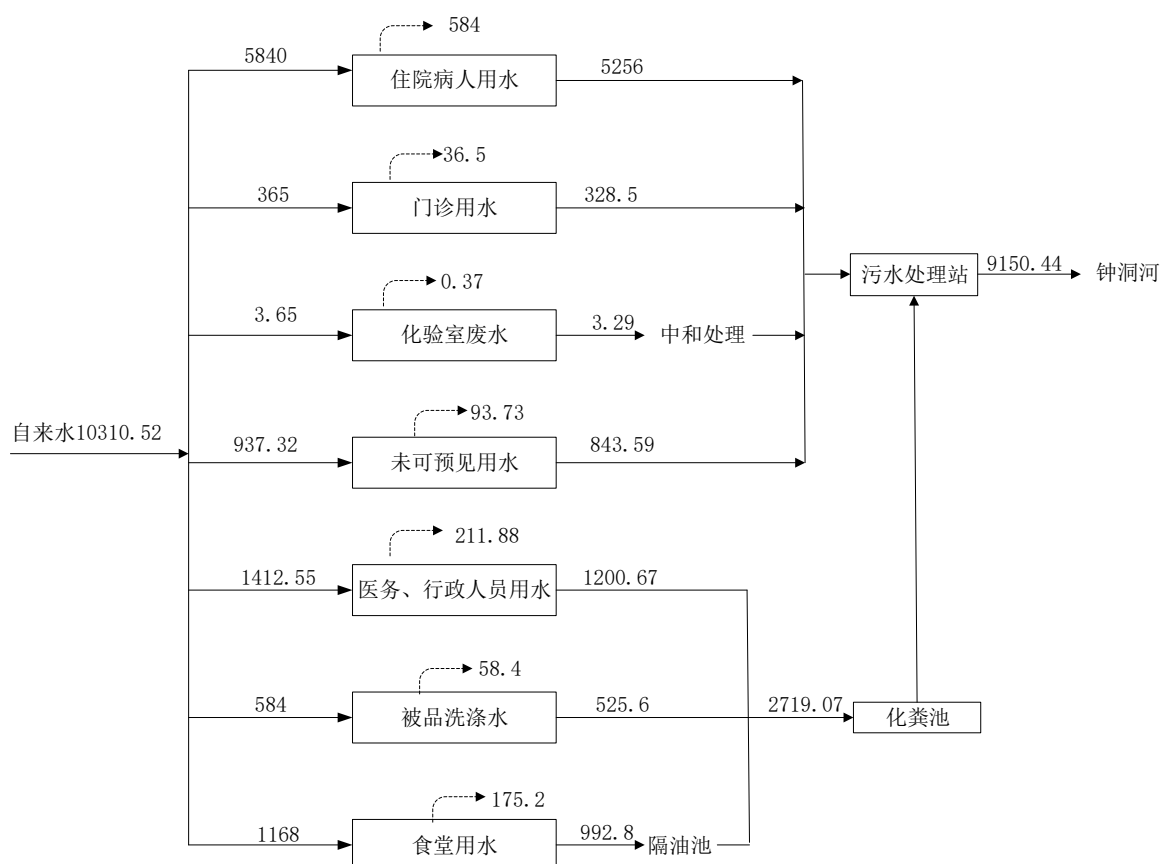 584
5840
住院病人用水
5256
36.5
365
门诊用水
328.5
污水处理站
9150.44
钟洞河
0.37
3.65
化验室废水
3.29
中和处理
93.73
自来水10310.52
937.32
未可预见用水
843.59
211.88
1412.55
医务、行政人员用水
1200.67
58.4
584
被品洗涤水
525.6
2719.07
化粪池
175.2
1168
食堂用水
992.8
隔油池